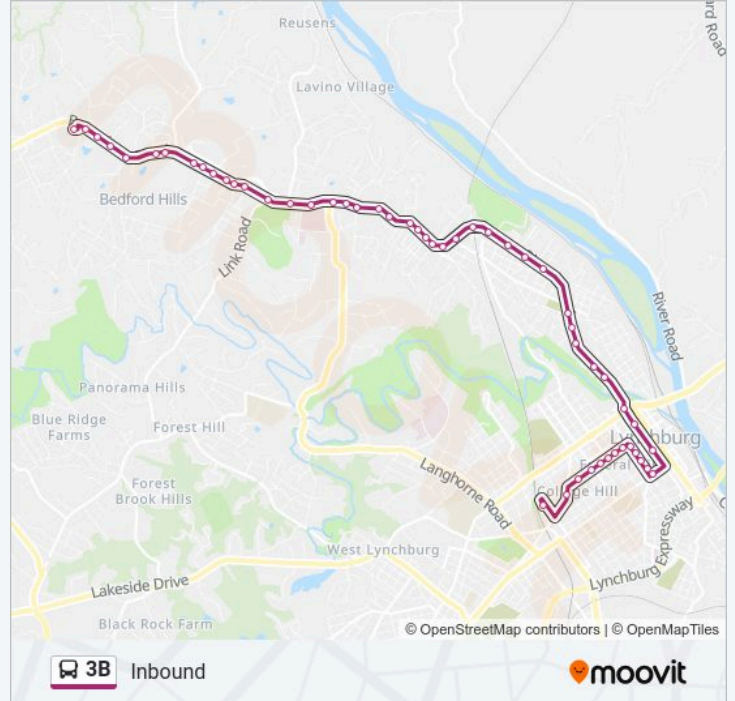 Reusens
Lavino Village
Bedford Hills
Link Road
River Road
Panorama Hills
Blue Ridge
Farms
Forest Hill
Lynchburg
Federal
College Hill
Langhorne Road
Forest
Brook Hills
West Lynchburg
Lynchburg Expressway
Lakeside Drive
Black Rock Farm
© OpenStreetMap contributors | © OpenMapTiles
3B Inbound
moovit